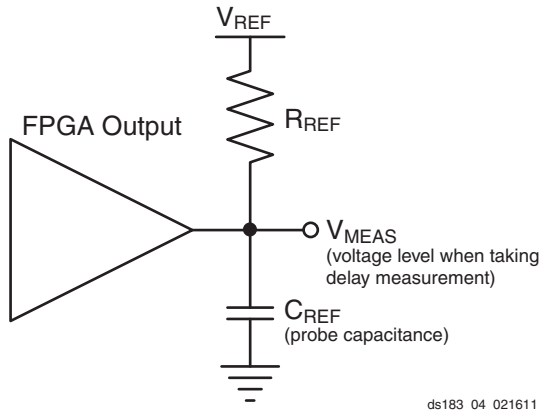 VREF
FPGA Output
RREF
VMEAS
(voltage level when taking
delay measurement)
CREF
(probe capacitance)
ds183_04_021611